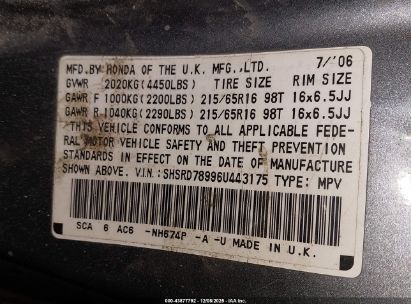 MFD.BY HONDA OF THE U.K. MFG.,LTD. 7/'06
GVWR 2020KG(4450LBS) TIRE SIZE RIM SIZE
GAWR F 1000KG(2200LBS) 215/65R16 98T 16x6.5JJ
GAWR R 1040KG(2290LBS) 215/65R16 98T 16x6.5JJ
THIS VEHICLE CONFORMS TO ALL APPLICABLE FEDE-
RAL MOTOR VEHICLE SAFETY AND THEFT PREVENTION
STANDARDS IN EFFECT ON THE DATE OF MANUFACTURE
SHOWN ABOVE. V.I.N.:SHSRD78996U443175 TYPE: MPV
SCA 6 AC6 -NH674P -A -U MADE IN U.K.